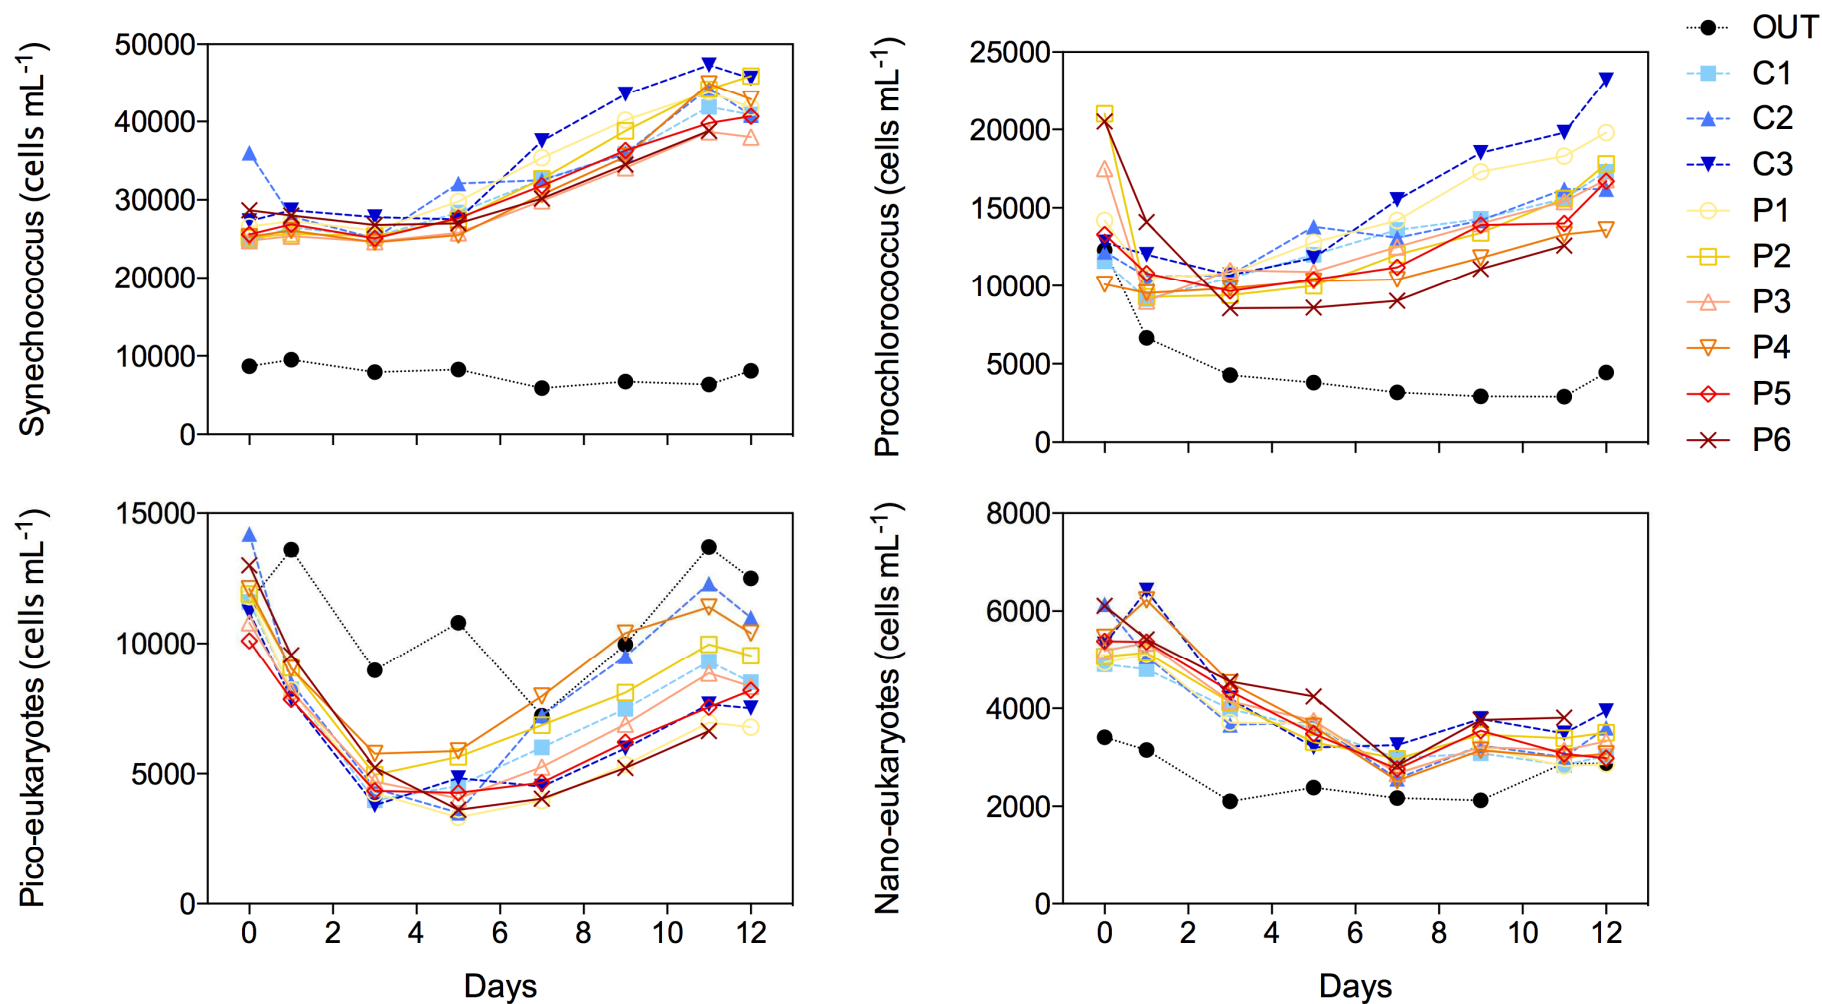 Synechococcus (cells mL-1)
50000
40000
30000
20000
10000
0
Procchlorococcus (cells mL-1)
25000
20000
15000
10000
5000
0
OUT
C1
C2
C3
P1
P2
P3
P4
P5
P6
Pico-eukaryotes (cells mL-1)
15000
10000
5000
0
0 2 4 6 8 10 12
Days
Nano-eukaryotes (cells mL-1)
8000
6000
4000
2000
0
0 2 4 6 8 10 12
Days